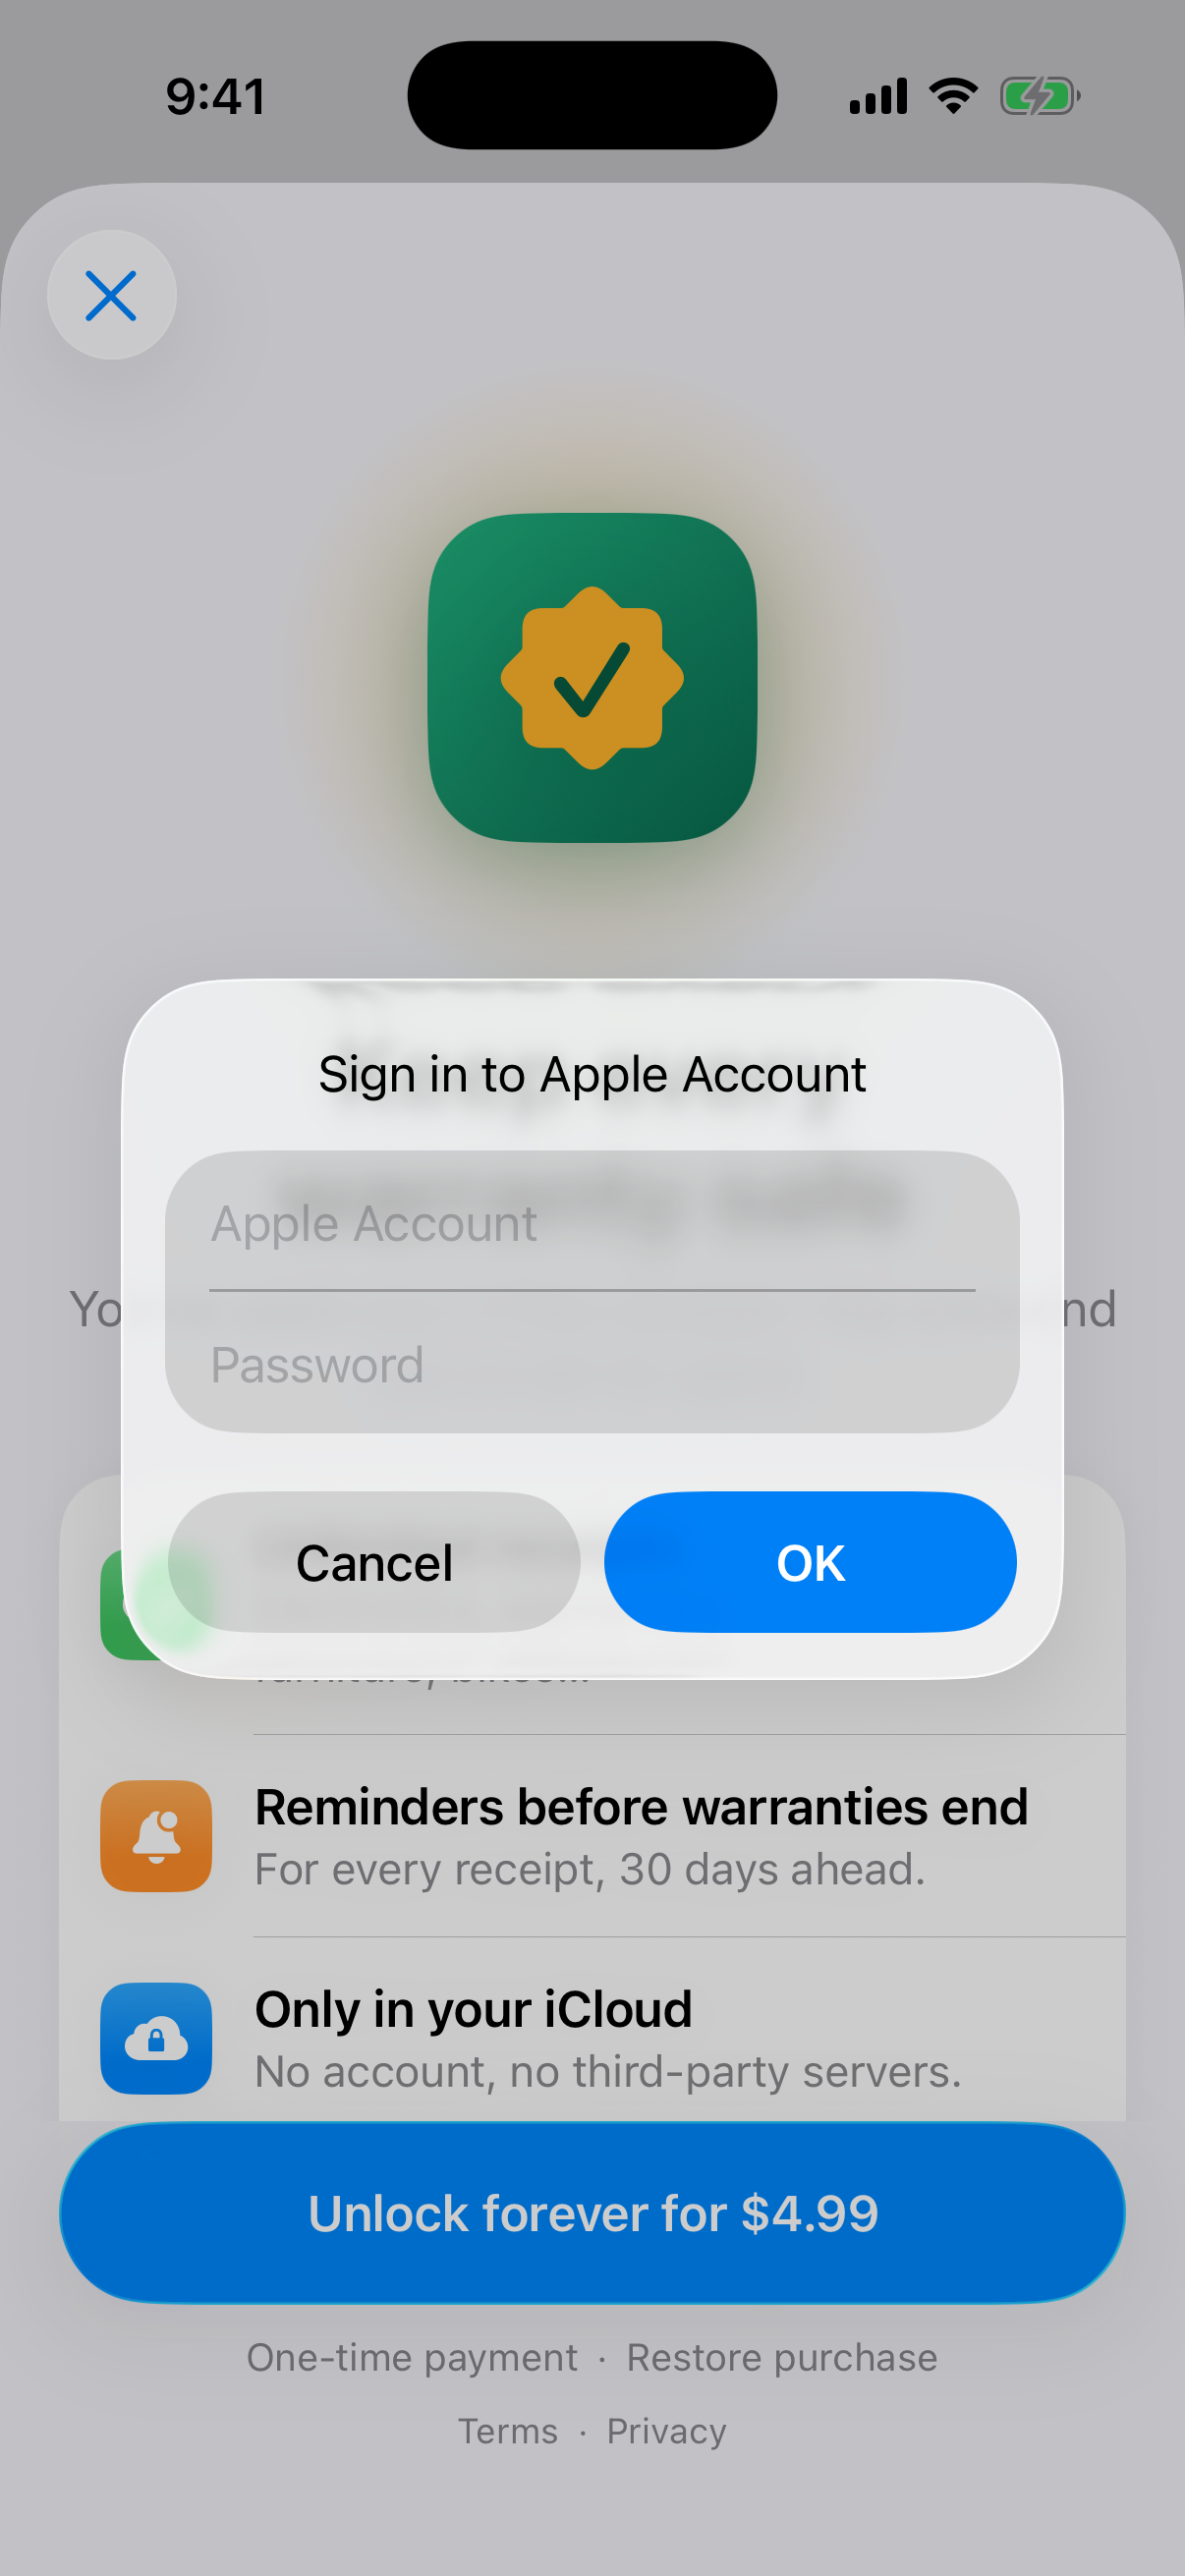 9:41
Sign in to Apple Account
Apple Account
Password
Cancel
OK
Reminders before warranties end
For every receipt, 30 days ahead.
Only in your iCloud
No account, no third-party servers.
Unlock forever for $4.99
One-time payment · Restore purchase
Terms · Privacy